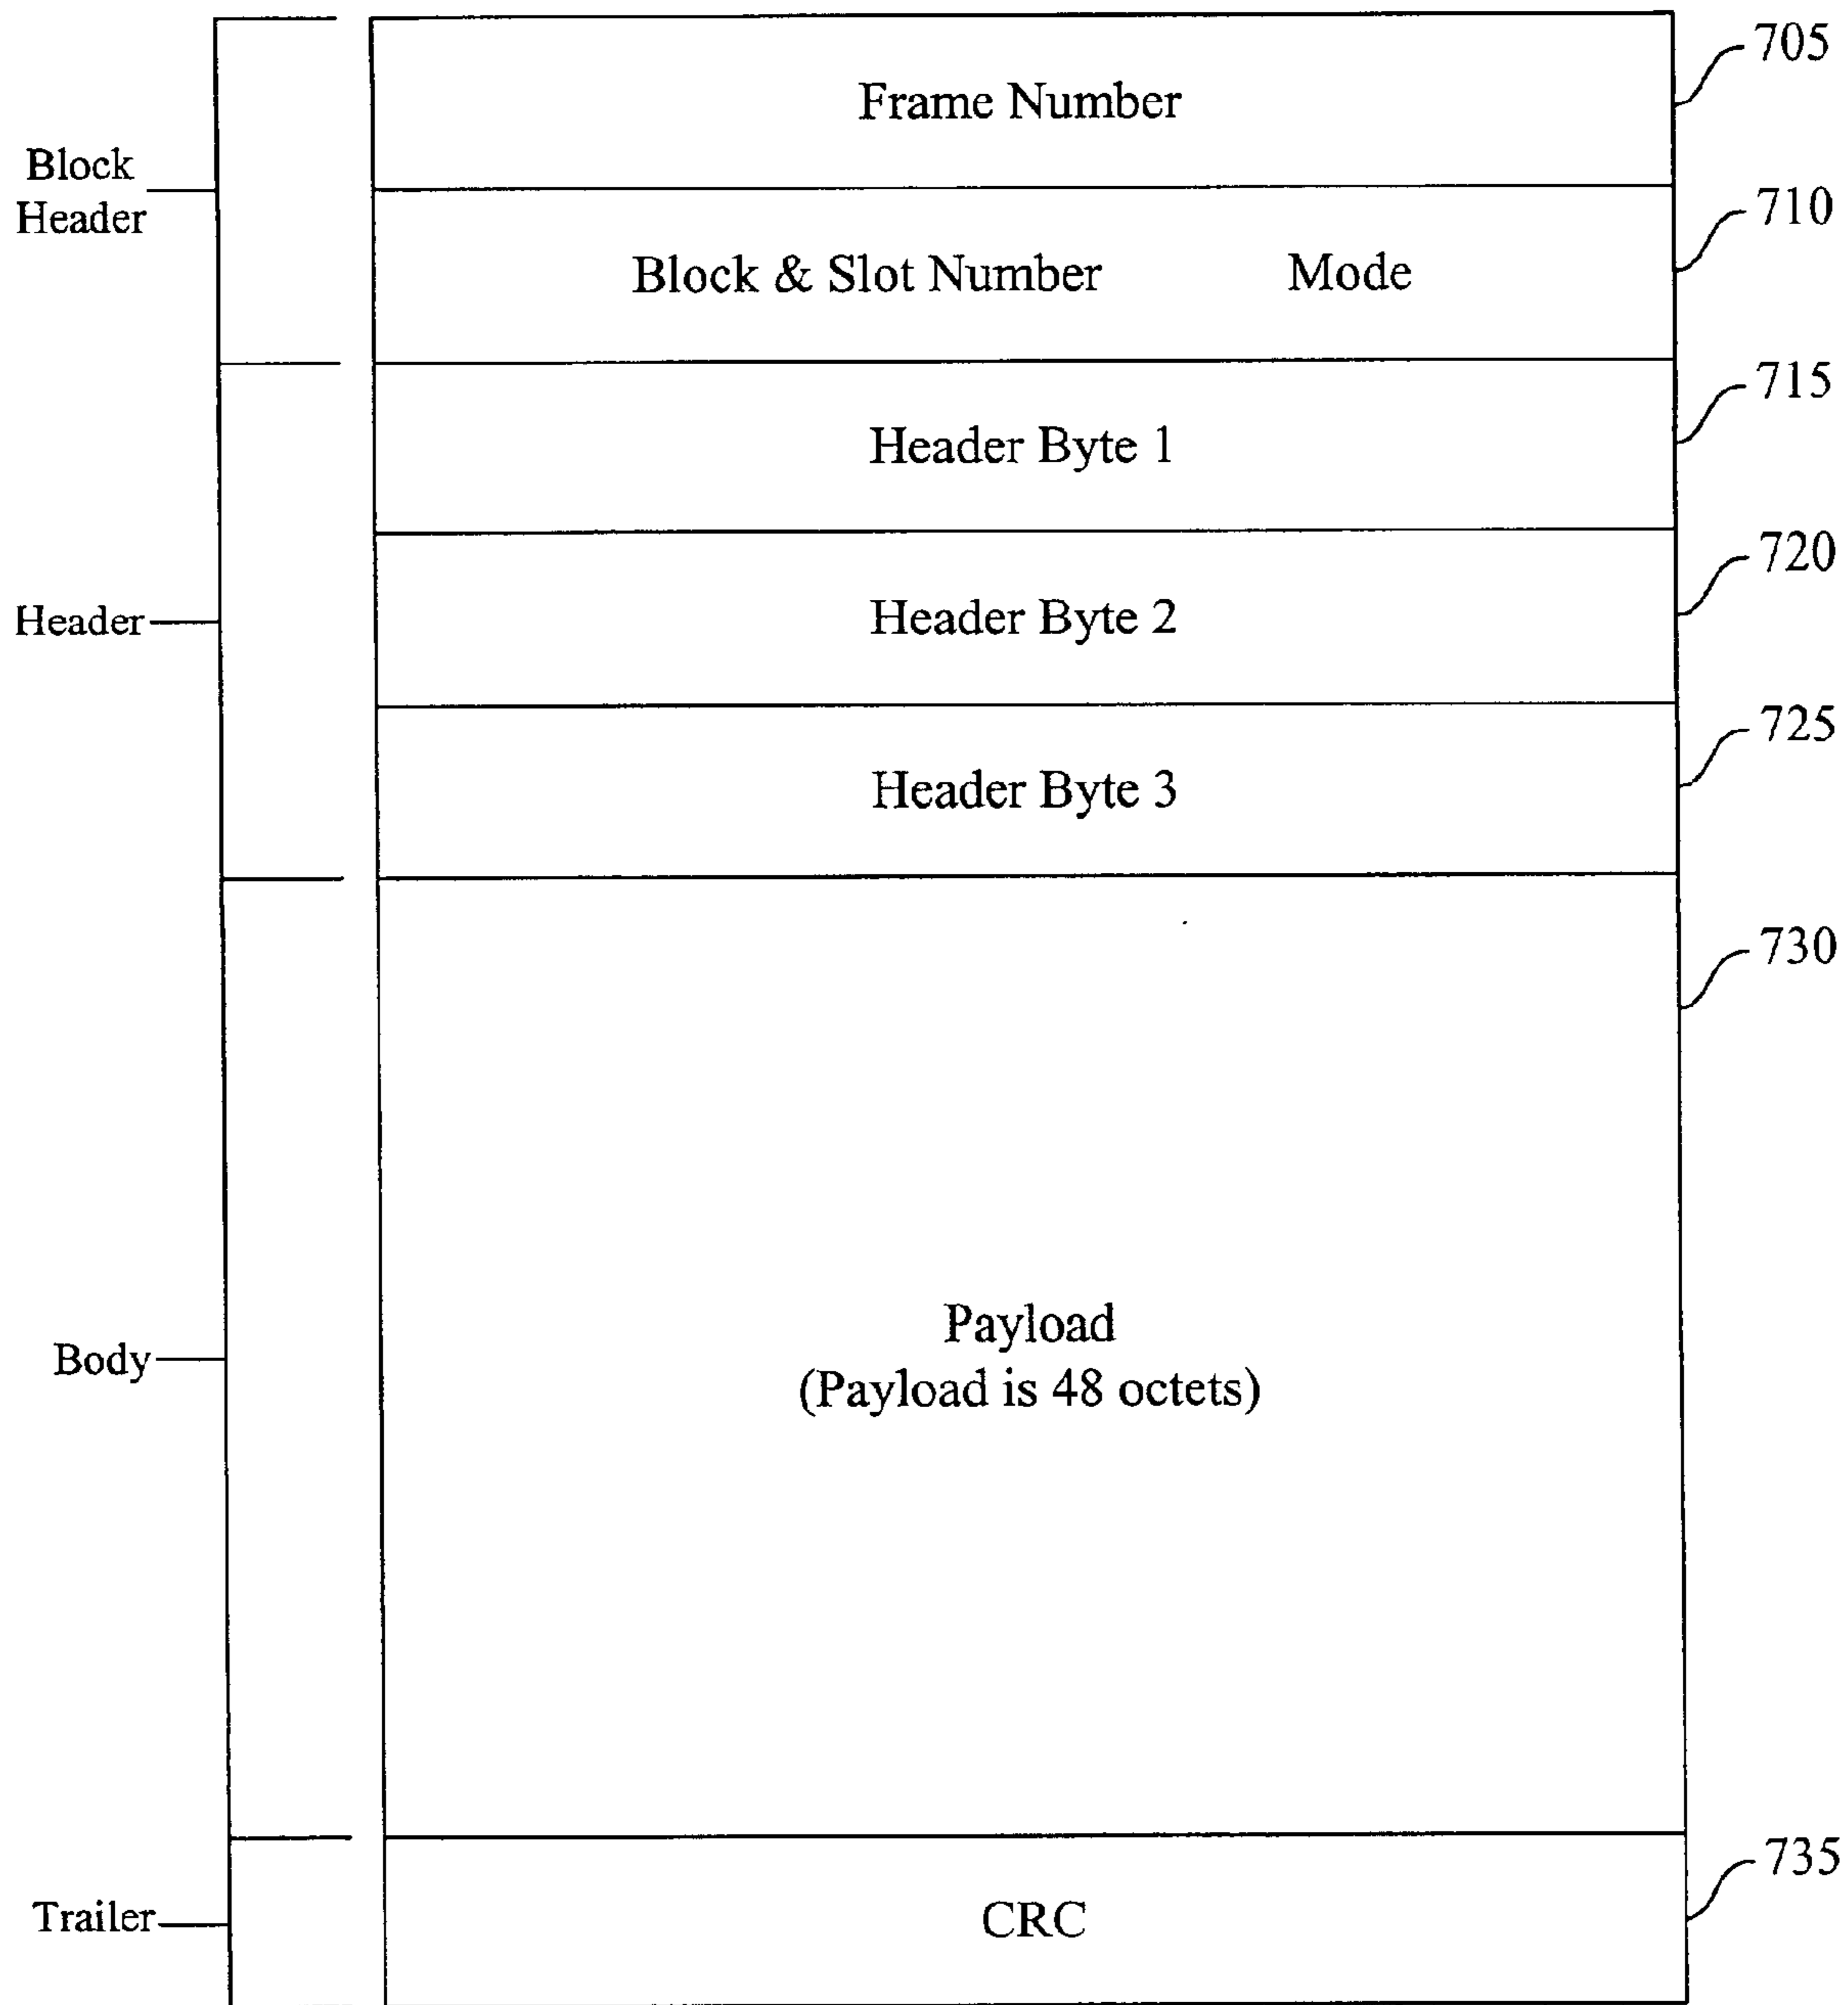 705
Frame Number
Block
Header
710
Block & Slot Number Mode
715
Header Byte 1
720
Header
Header Byte 2
725
Header Byte 3
730
Payload
Body
(Payload is 48 octets)
735
Trailer
CRC